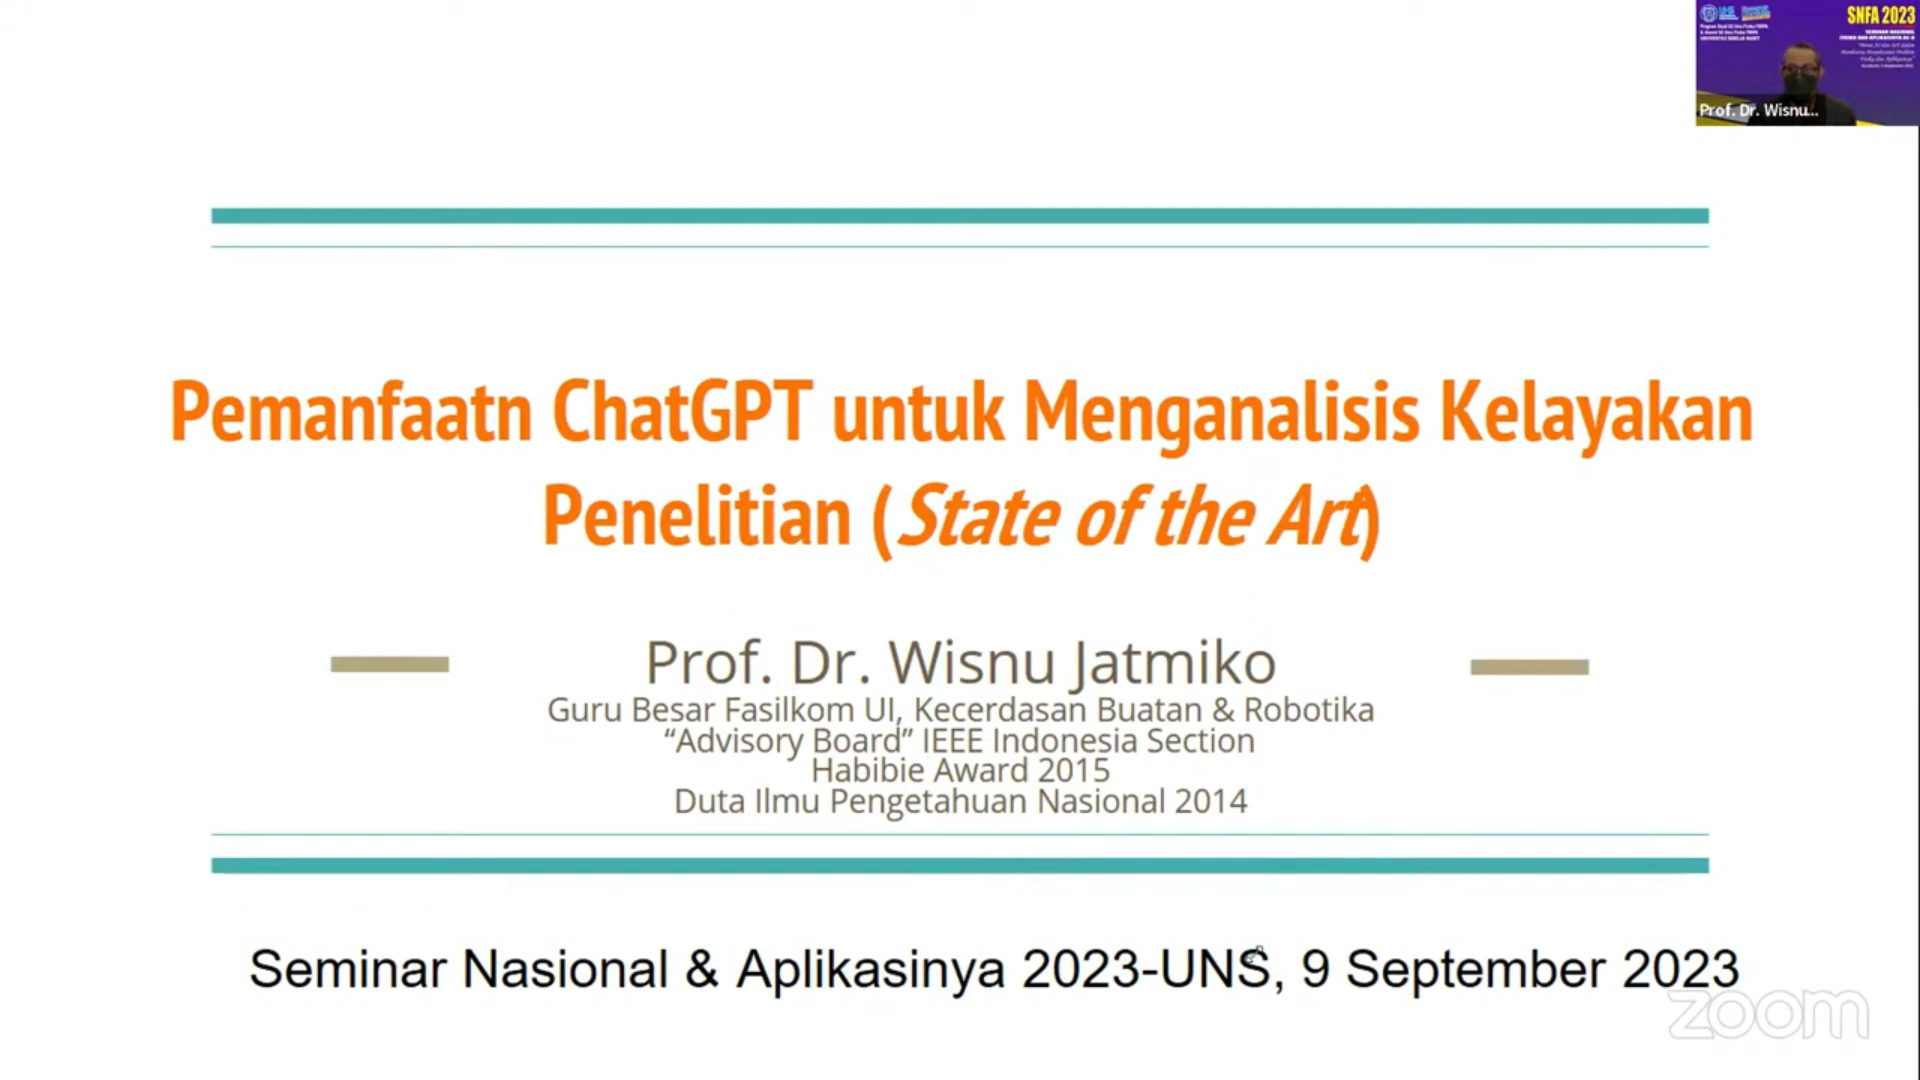 SNFA 2023
Prof. Dr. Wisnu...
Pemanfaatn ChatGPT untuk Menganalisis Kelayakan
Penelitian (State of the Art)
Prof. Dr. Wisnu Jatmiko
Guru Besar Fasilkom UI, Kecerdasan Buatan & Robotika
“Advisory Board” IEEE Indonesia Section
Habibie Award 2015
Duta Ilmu Pengetahuan Nasional 2014
Seminar Nasional & Aplikasinya 2023-UNS, 9 September 2023
zoom